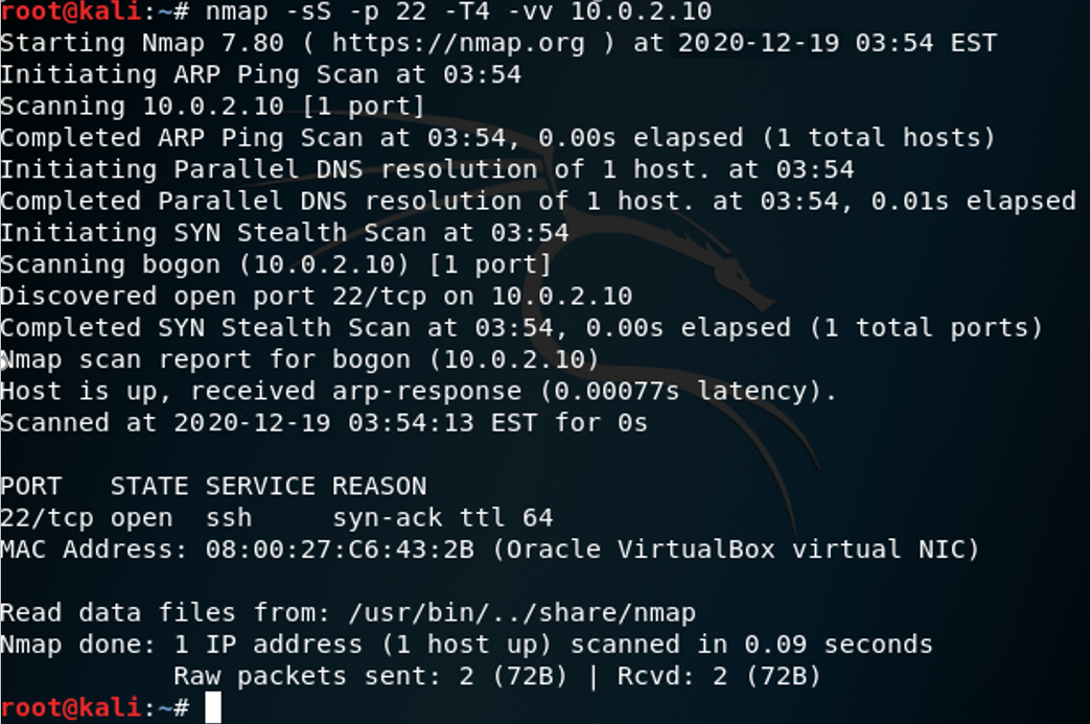 root@kali:~# nmap -sS -p 22 -T4 -vv 10.0.2.10
Starting Nmap 7.80 ( https://nmap.org ) at 2020-12-19 03:54 EST
Initiating ARP Ping Scan at 03:54
Scanning 10.0.2.10 [1 port]
Completed ARP Ping Scan at 03:54, 0.00s elapsed (1 total hosts)
Initiating Parallel DNS resolution of 1 host. at 03:54
Completed Parallel DNS resolution of 1 host. at 03:54, 0.01s elapsed
Initiating SYN Stealth Scan at 03:54
Scanning bogon (10.0.2.10) [1 port]
Discovered open port 22/tcp on 10.0.2.10
Completed SYN Stealth Scan at 03:54, 0.00s elapsed (1 total ports)
Nmap scan report for bogon (10.0.2.10)
Host is up, received arp-response (0.00077s latency).
Scanned at 2020-12-19 03:54:13 EST for 0s

PORT   STATE SERVICE REASON
22/tcp open  ssh     syn-ack ttl 64
MAC Address: 08:00:27:C6:43:2B (Oracle VirtualBox virtual NIC)

Read data files from: /usr/bin/../share/nmap
Nmap done: 1 IP address (1 host up) scanned in 0.09 seconds
           Raw packets sent: 2 (72B) | Rcvd: 2 (72B)
root@kali:~#